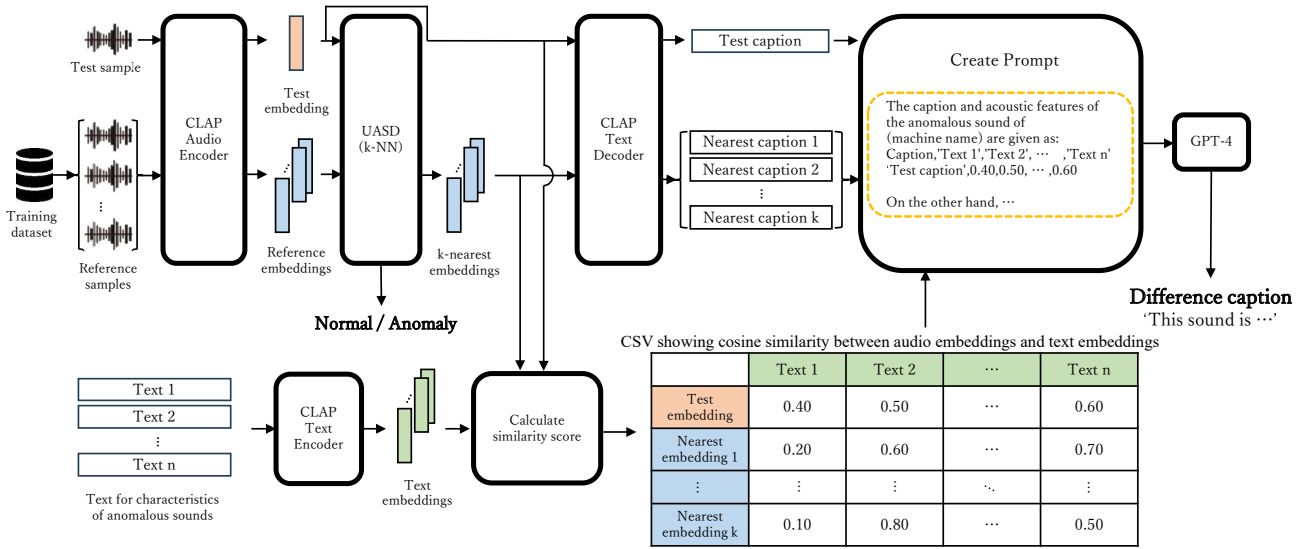 Test sample
Training
dataset
Reference
samples
CLAP
Audio
Encoder
Test
embedding
Reference
embeddings
UASD
(k-NN)
k-nearest
embeddings
Normal / Anomaly
CLAP
Text
Decoder
Test caption
Nearest caption 1
Nearest caption 2
⋮
Nearest caption k
Create Prompt
The caption and acoustic features of
the anomalous sound of
(machine name) are given as:
Caption,'Text 1','Text 2', ⋯ ,'Text n'
'Test caption',0.40,0.50, ⋯ ,0.60
On the other hand, ⋯
GPT-4
Difference caption
'This sound is ⋯'
Text 1
Text 2
⋮
Text n
Text for characteristics
of anomalous sounds
CLAP
Text
Encoder
Text
embeddings
Calculate
similarity score
CSV showing cosine similarity between audio embeddings and text embeddings
Text 1 Text 2 ⋯ Text n
Test
embedding 0.40 0.50 ⋯ 0.60
Nearest
embedding 1 0.20 0.60 ⋯ 0.70
⋮ ⋮ ⋮ ⋱ ⋮
Nearest
embedding k 0.10 0.80 ⋯ 0.50